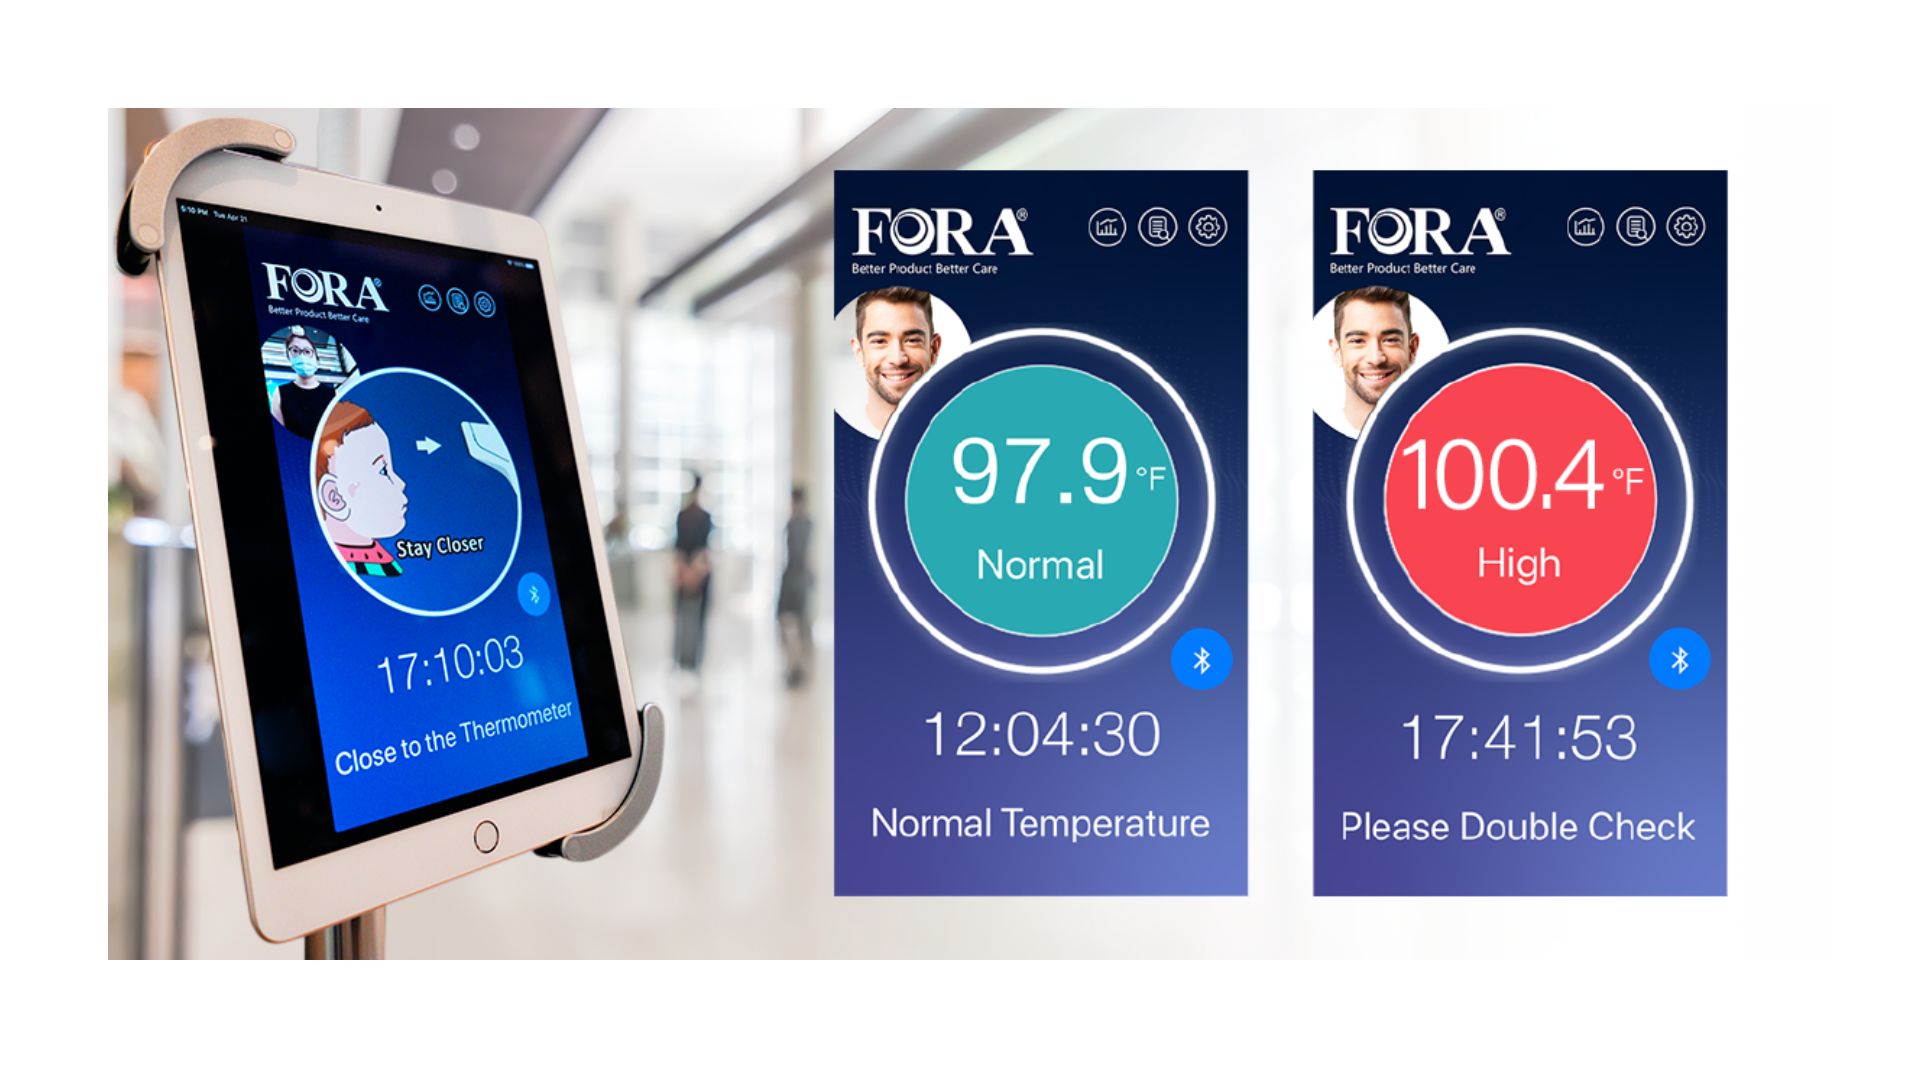 5:10 PM Tue Apr 21
FORA®
Better Product Better Care
Stay Closer
17:10:03
Close to the Thermometer
FORA®
Better Product Better Care
97.9 °F
Normal
12:04:30
Normal Temperature
FORA®
Better Product Better Care
100.4 °F
High
17:41:53
Please Double Check